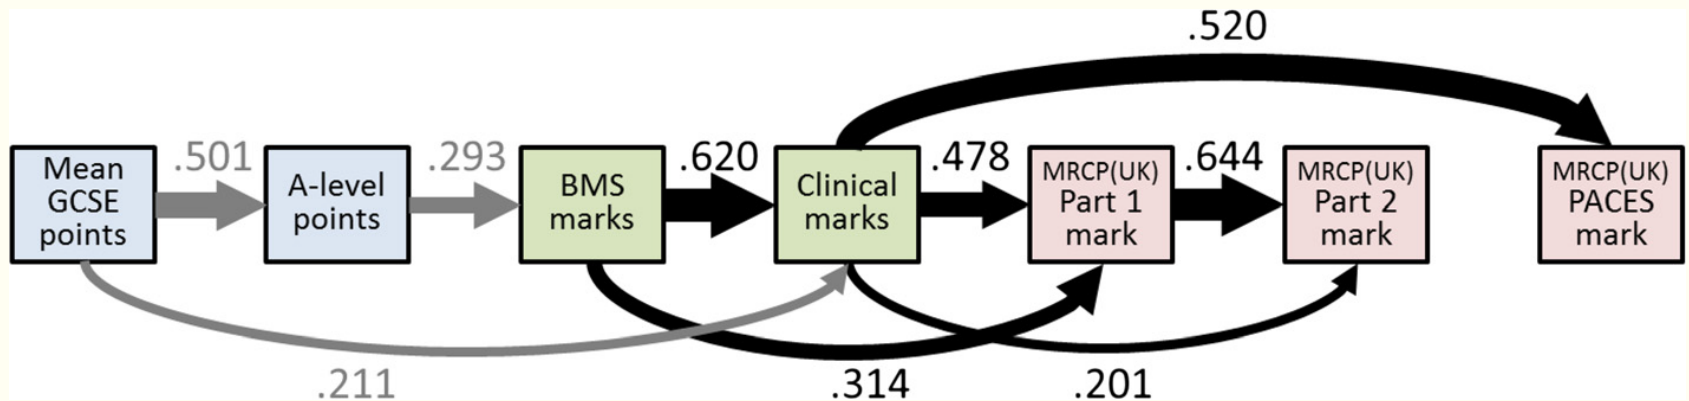 .520
Mean
GCSE
points
.501
A-level
points
.293
BMS
marks
.620
Clinical
marks
.478
MRCP(UK)
Part 1
mark
.644
MRCP(UK)
Part 2
mark
MRCP(UK)
PACES
mark
.211
.314
.201